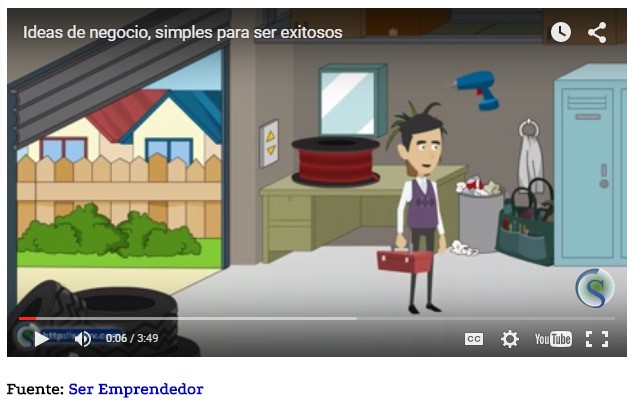 Ideas de negocio, simples para ser exitosos
S
0:06 / 3:49
CC
YouTube
Fuente: Ser Emprendedor